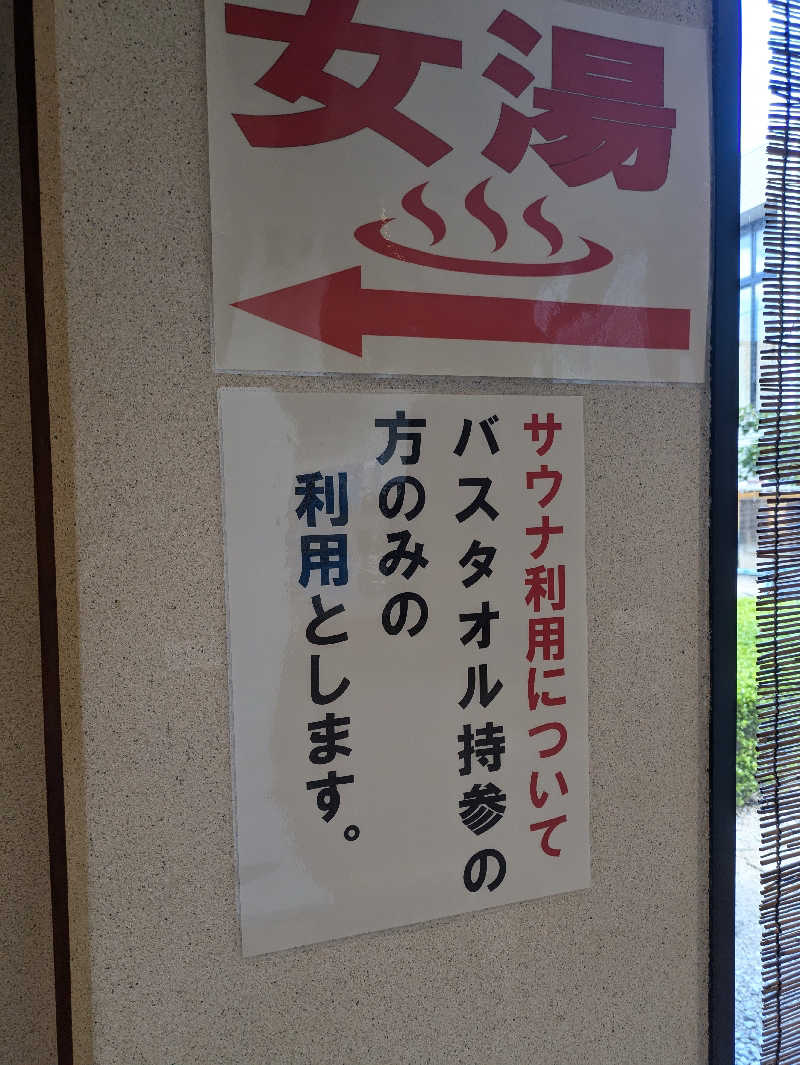 女湯
サウナ利用について
バスタオル持参の
方のみの
利用とします。